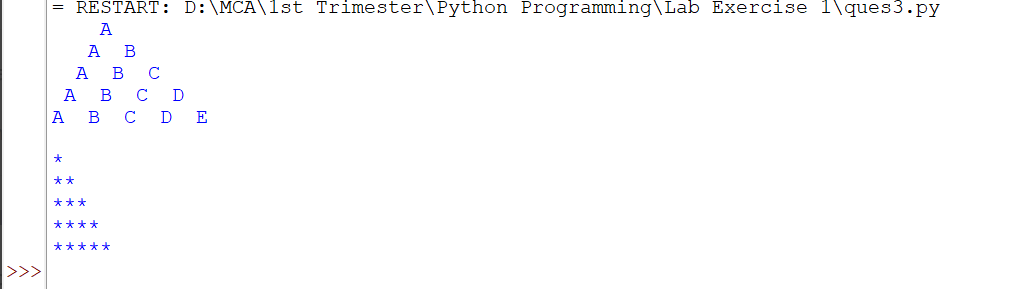 = RESTART: D:\MCA\1st Trimester\Python Programming\Lab Exercise 1\ques3.py
    A
   A  B
  A  B  C
 A  B  C  D
A  B  C  D  E

*
**
***
****
*****
>>>